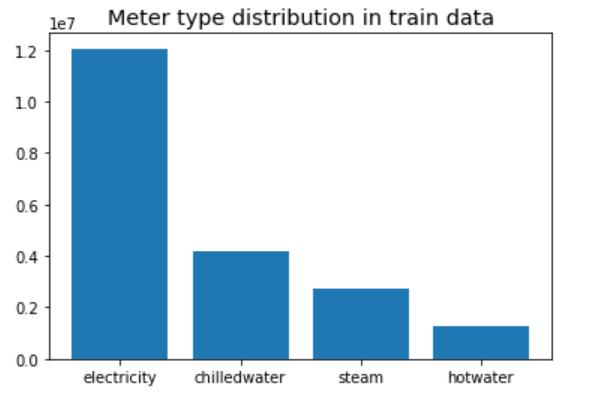 Meter type distribution in train data
1e7
1.2
1.0
0.8
0.6
0.4
0.2
0.0
electricity chilledwater steam hotwater